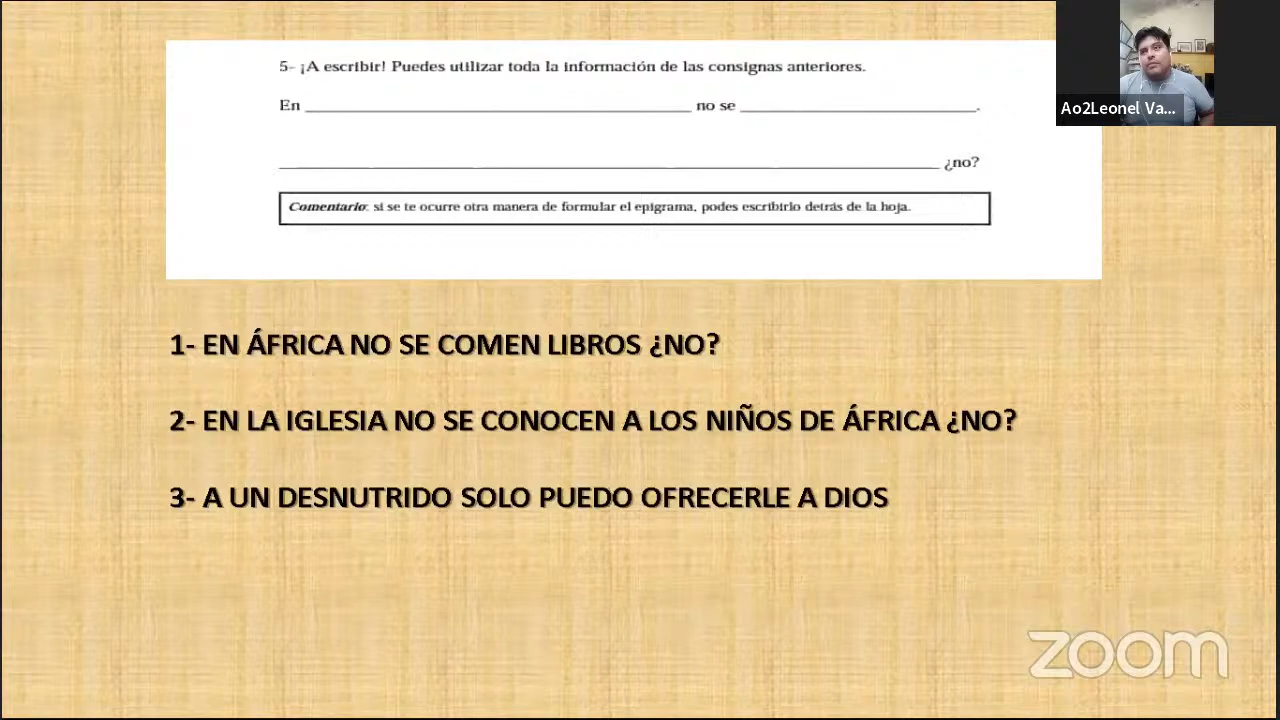 5- ¡A escribir! Puedes utilizar toda la información de las consignas anteriores.
En ______ no se ______.
______ ¿no?
Comentario: si se te ocurre otra manera de formular el epigrama, podes escribirlo detrás de la hoja.
Ao2Leonel Va...
1- EN ÁFRICA NO SE COMEN LIBROS ¿NO?
2- EN LA IGLESIA NO SE CONOCEN A LOS NIÑOS DE ÁFRICA ¿NO?
3- A UN DESNUTRIDO SOLO PUEDO OFRECERLE A DIOS
zoom